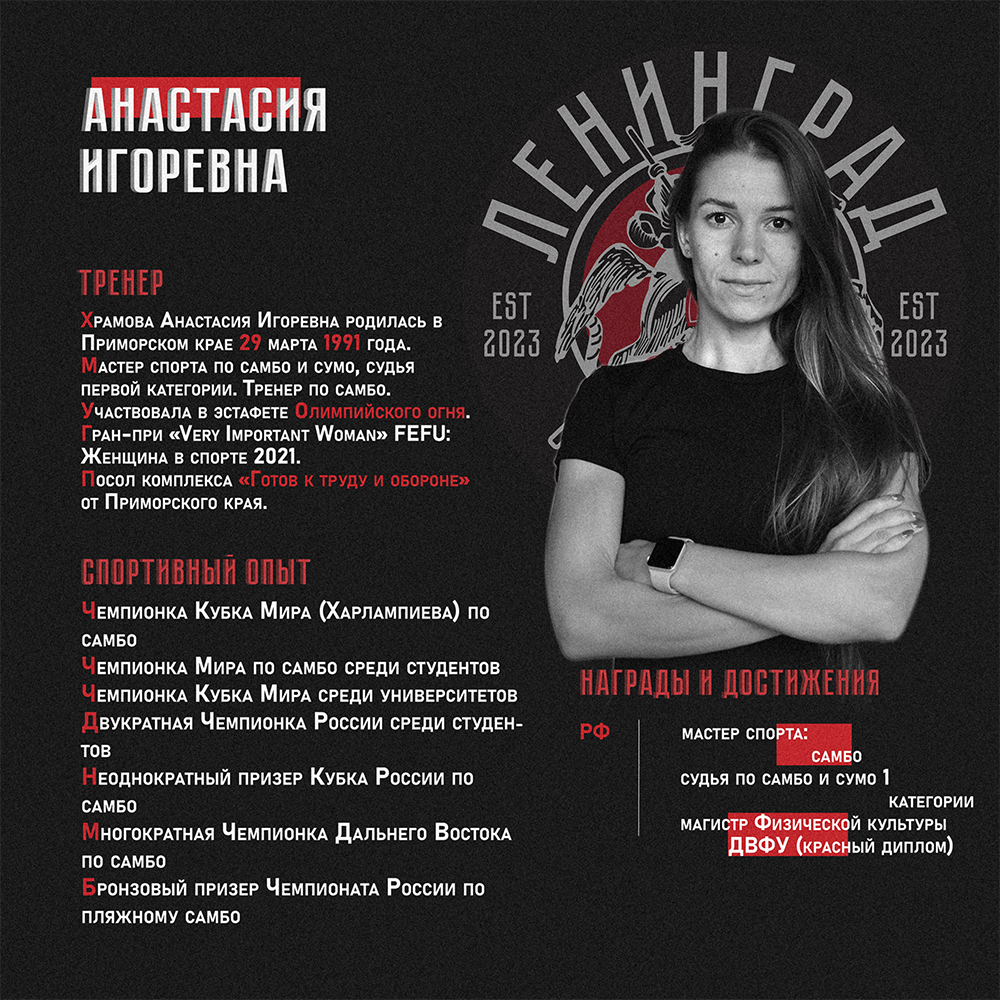 АНАСТАСИЯ
ИГОРЕВНА
ЛЕНИНГРАД
EST
2023
EST
2023
ТРЕНЕР
Храмова Анастасия Игоревна родилась в
Приморском крае 29 марта 1991 года.
Мастер спорта по самбо и сумо, судья
первой категории. Тренер по самбо.
Участвовала в эстафете Олимпийского огня.
Гран-при «Very Important Woman» FEFU:
Женщина в спорте 2021.
Посол комплекса «Готов к труду и обороне»
от Приморского края.
СПОРТИВНЫЙ ОПЫТ
Чемпионка Кубка Мира (Харлампиева) по
самбо
Чемпионка Мира по самбо среди студентов
Чемпионка Кубка Мира среди университетов
Двукратная Чемпионка России среди студен-
тов
Неоднократный призер Кубка России по
самбо
Многократная Чемпионка Дальнего Востока
по самбо
Бронзовый призер Чемпионата России по
пляжному самбо
НАГРАДЫ И ДОСТИЖЕНИЯ
РФ
мастер спорта:
самбо
судья по самбо и сумо 1
категории
магистр Физической культуры
ДВФУ (красный диплом)